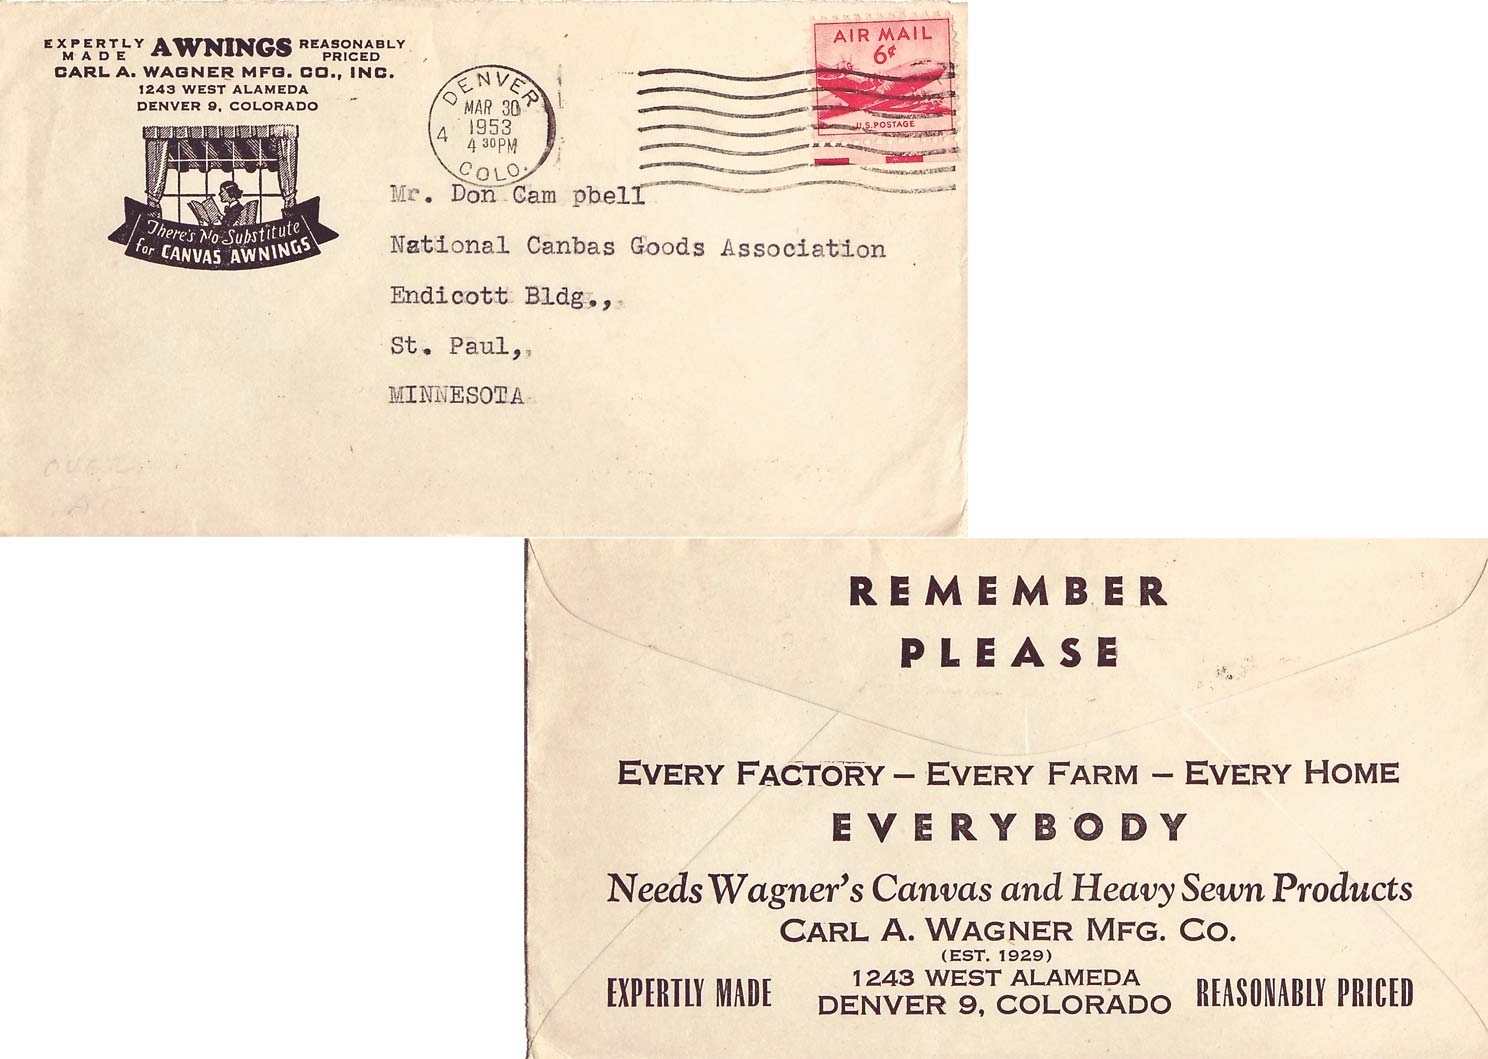 EXPERTLY MADE AWNINGS REASONABLY PRICED
CARL A. WAGNER MFG. CO., INC.
1243 WEST ALAMEDA
DENVER 9, COLORADO
There's No Substitute
for CANVAS AWNINGS
DENVER
MAR 30
1953
4 30 PM
4
COLO.
AIR MAIL
6¢
U.S. POSTAGE
Mr. Don Cam pbell
National Canbas Goods Association
Endicott Bldg.,,
St. Paul,,
MINNESOTA
OVER
REMEMBER
PLEASE
EVERY FACTORY – EVERY FARM – EVERY HOME
EVERYBODY
Needs Wagner's Canvas and Heavy Sewn Products
CARL A. WAGNER MFG. CO.
(EST. 1929)
1243 WEST ALAMEDA
EXPERTLY MADE DENVER 9, COLORADO REASONABLY PRICED